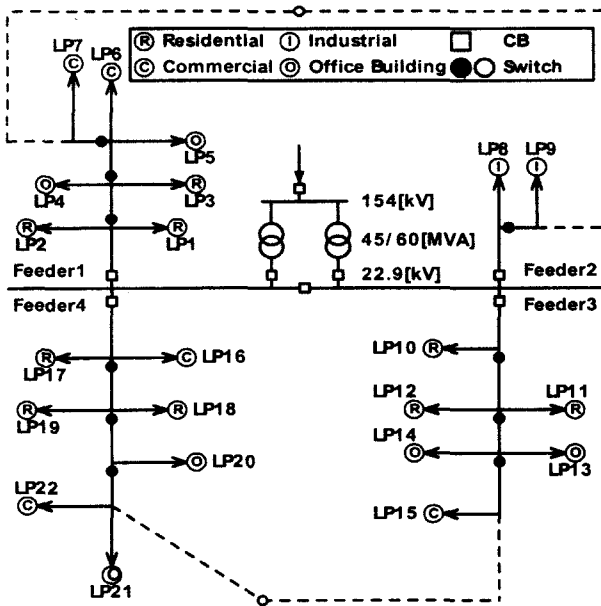 LP7
LP6
R Residential I Industrial CB
C Commercial O Office Building Switch
C
C
O
LP5
O
LP4
R
LP3
R
LP2
R
LP1
154[kV]
45/60[MVA]
22.9[kV]
LP8
LP9
I
I
Feeder1
Feeder2
Feeder4
Feeder3
R
LP17
C LP16
R
LP19
R LP18
O LP20
LP22
C
LP21
LP10 R
LP12
R
LP11
R
LP14
O
O
LP13
LP15 C